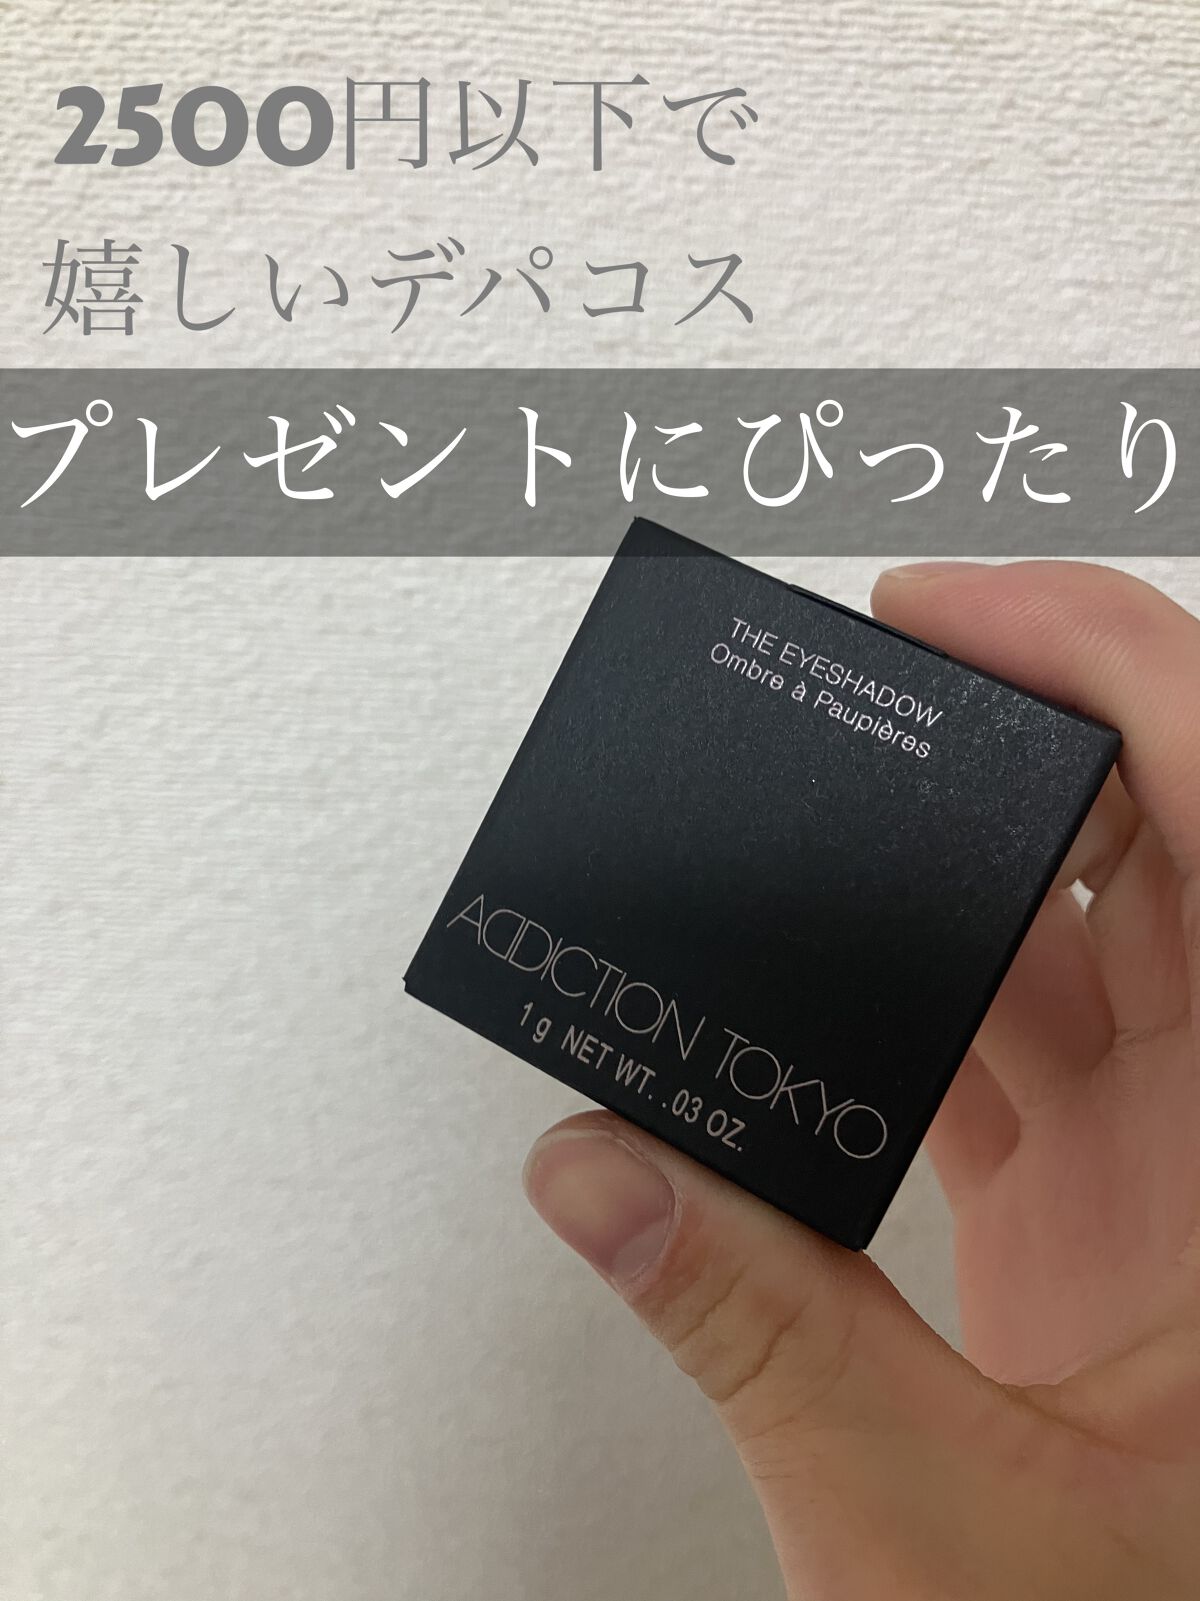 2500円以下で
嬉しいデパコス
プレゼントにぴったり
THE EYESHADOW
Ombre à Paupières
ADDICTION TOKYO
1 g NET WT. .03 OZ.